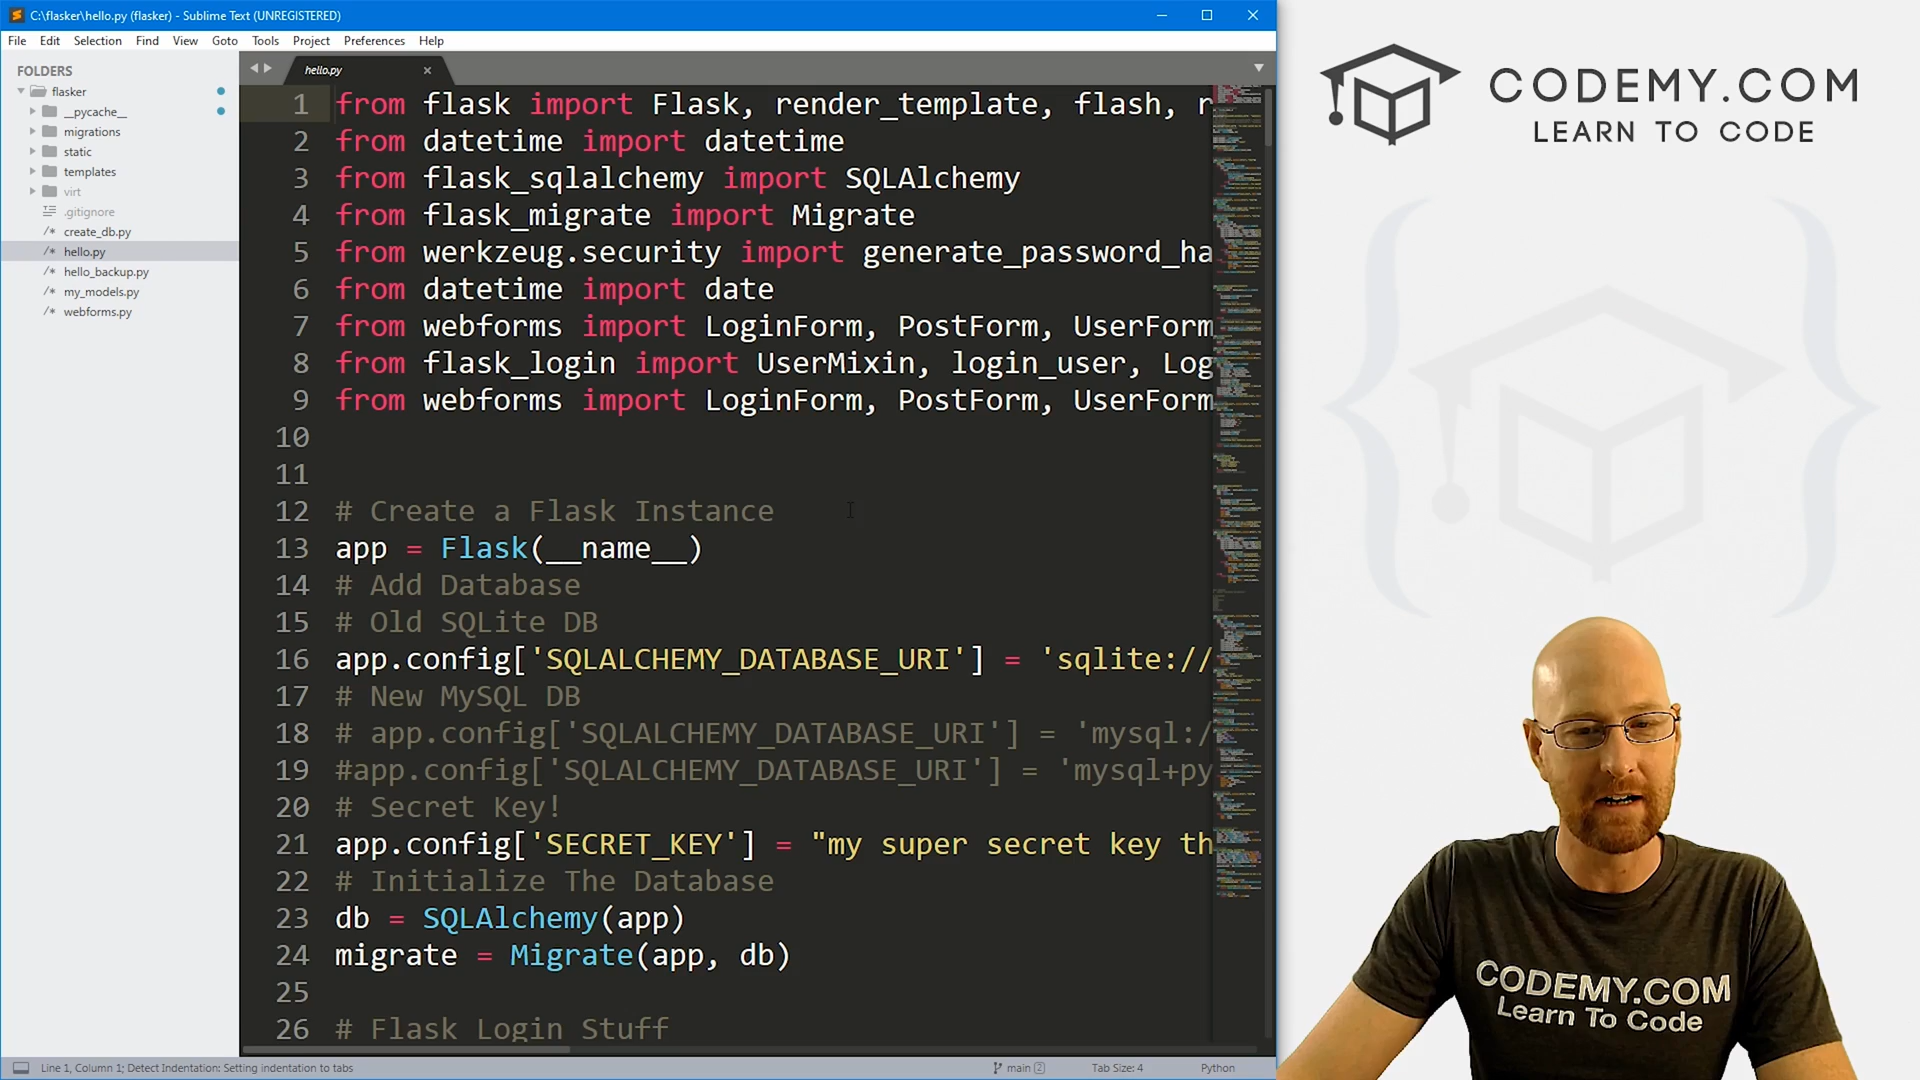 C:\flasker\hello.py (flasker) - Sublime Text (UNREGISTERED)
File Edit Selection Find View Goto Tools Project Preferences Help
FOLDERS
flasker
__pycache__
migrations
static
templates
virt
.gitignore
create_db.py
hello.py
hello_backup.py
my_models.py
webforms.py
hello.py
1 from flask import Flask, render_template, flash, r
2 from datetime import datetime
3 from flask_sqlalchemy import SQLAlchemy
4 from flask_migrate import Migrate
5 from werkzeug.security import generate_password_ha
6 from datetime import date
7 from webforms import LoginForm, PostForm, UserForm
8 from flask_login import UserMixin, login_user, Log
9 from webforms import LoginForm, PostForm, UserForm
10
11
12 # Create a Flask Instance
13 app = Flask(__name__)
14 # Add Database
15 # Old SQLite DB
16 app.config['SQLALCHEMY_DATABASE_URI'] = 'sqlite://
17 # New MySQL DB
18 # app.config['SQLALCHEMY_DATABASE_URI'] = 'mysql:/
19 #app.config['SQLALCHEMY_DATABASE_URI'] = 'mysql+py
20 # Secret Key!
21 app.config['SECRET_KEY'] = "my super secret key th
22 # Initialize The Database
23 db = SQLAlchemy(app)
24 migrate = Migrate(app, db)
25
26 # Flask Login Stuff
Line 1, Column 1; Detect Indentation: Setting indentation to tabs
main 2
Tab Size: 4
Python
CODEMY.COM
LEARN TO CODE
CODEMY.COM
Learn To Code